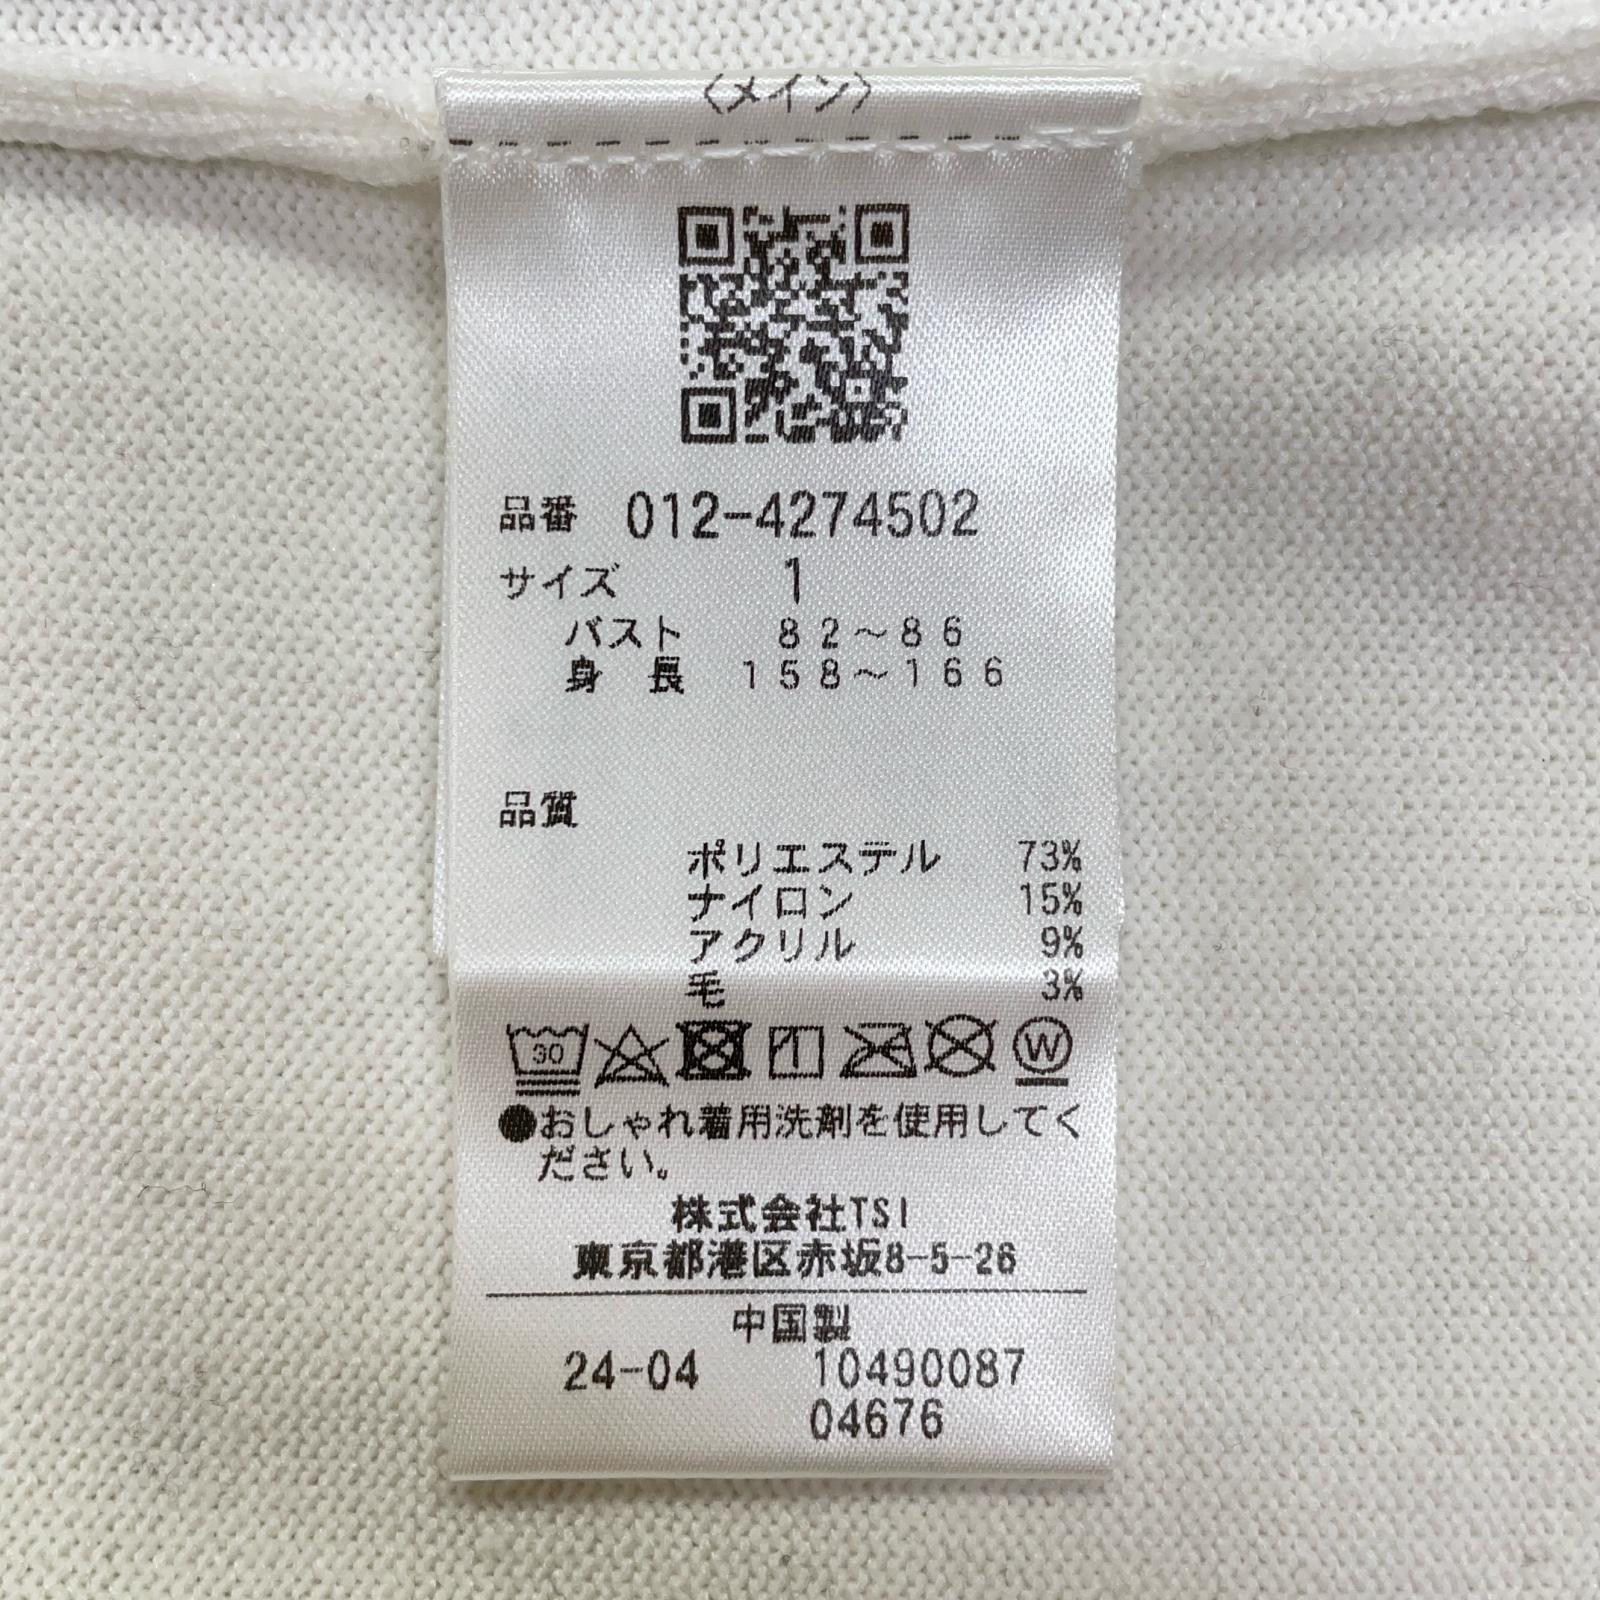 〈メイン〉
品番 012-4274502
サイズ 1
バスト 82～86
身長 158～166
品質
ポリエステル 73%
ナイロン 15%
アクリル 9%
毛 3%
30 1 W
●おしゃれ着用洗剤を使用してく
ださい。
株式会社TSI
東京都港区赤坂8-5-26
中国製
24-04 10490087
04676